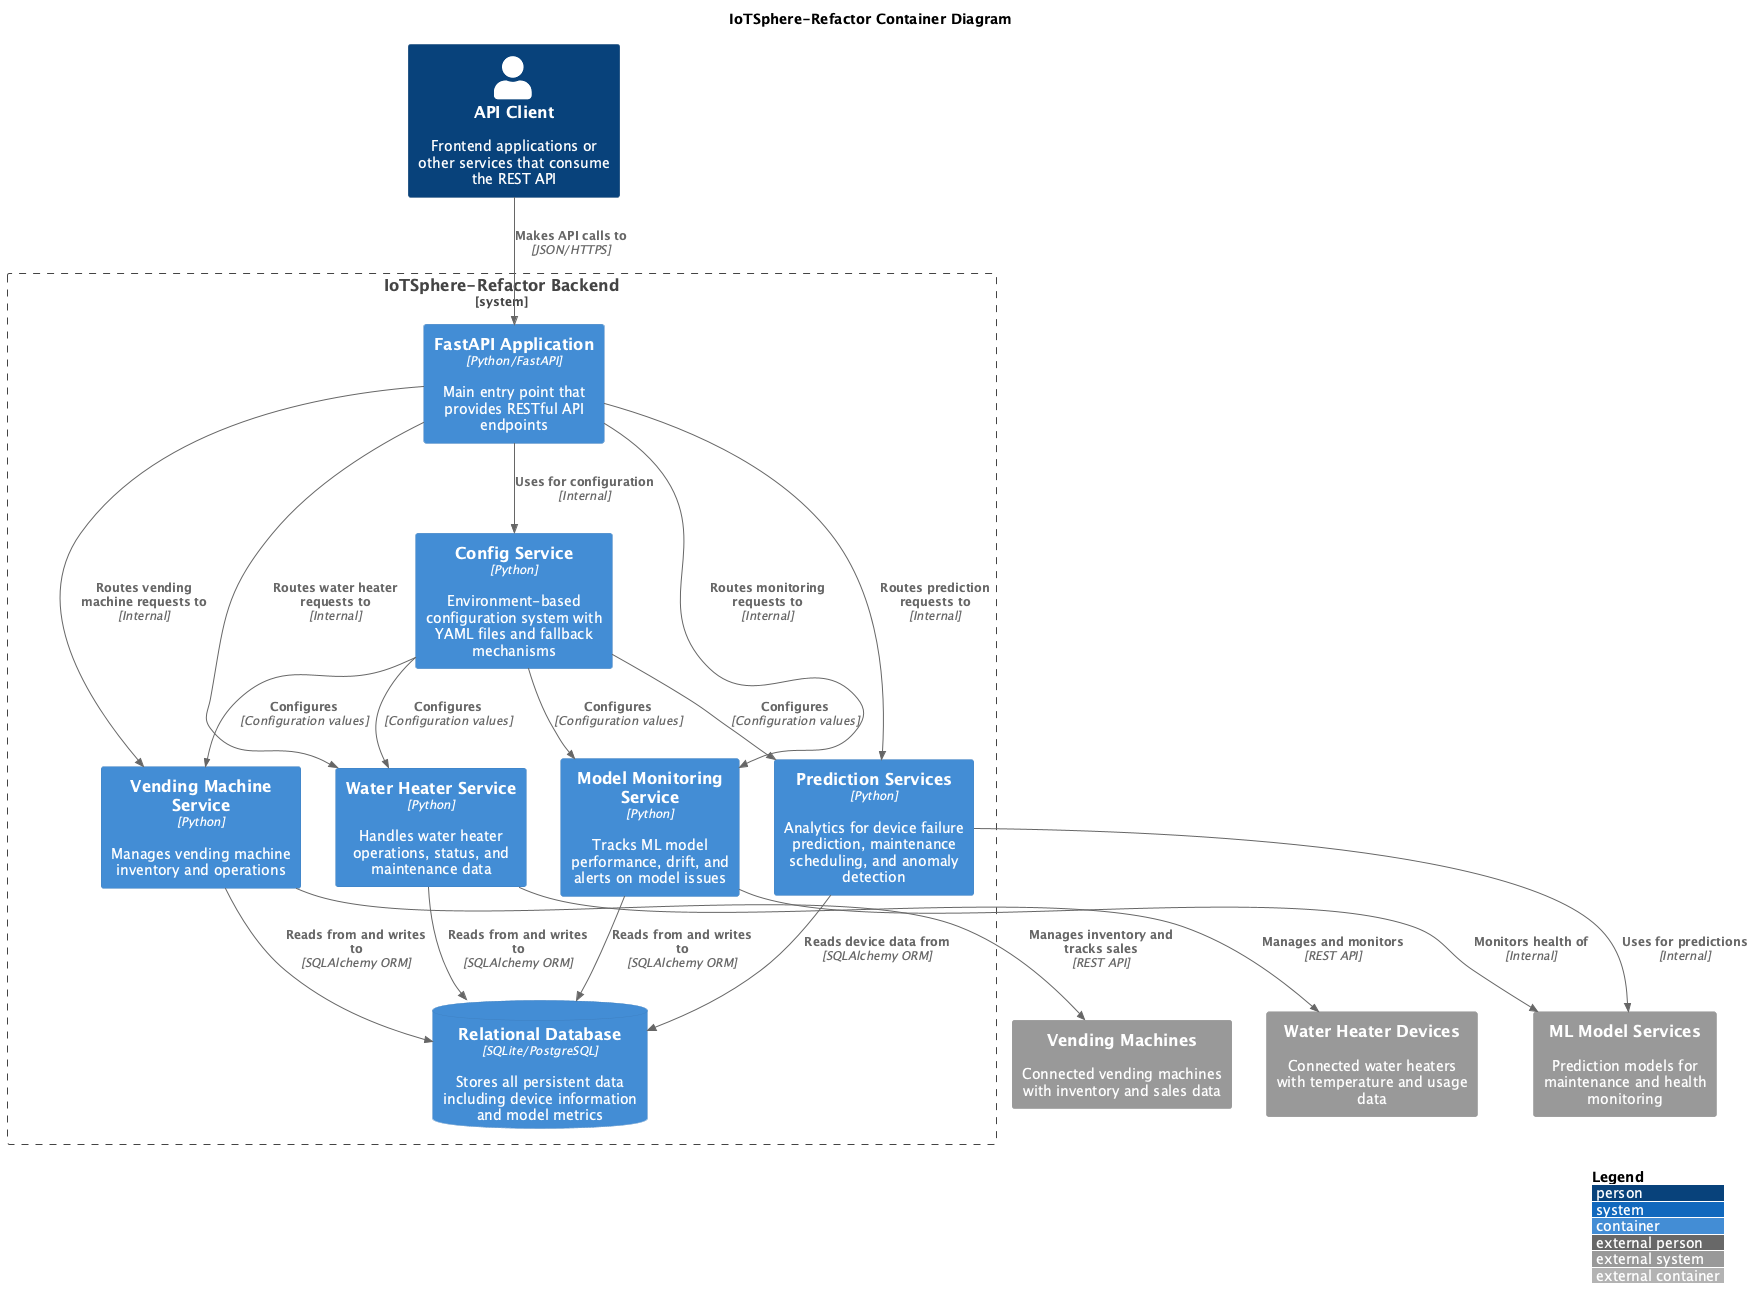 IoTSphere-Refactor Container Diagram
API Client
Frontend applications or
other services that consume
the REST API
Makes API calls to
[JSON/HTTPS]
IoTSphere-Refactor Backend
[system]
FastAPI Application
[Python/FastAPI]
Main entry point that
provides RESTful API
endpoints
Uses for configuration
[Internal]
Config Service
[Python]
Environment-based
configuration system with
YAML files and fallback
mechanisms
Routes vending
machine requests to
[Internal]
Routes water heater
requests to
[Internal]
Routes monitoring
requests to
[Internal]
Routes prediction
requests to
[Internal]
Configures
[Configuration values]
Configures
[Configuration values]
Configures
[Configuration values]
Configures
[Configuration values]
Vending Machine
Service
[Python]
Manages vending machine
inventory and operations
Water Heater Service
[Python]
Handles water heater
operations, status, and
maintenance data
Model Monitoring
Service
[Python]
Tracks ML model
performance, drift, and
alerts on model issues
Prediction Services
[Python]
Analytics for device failure
prediction, maintenance
scheduling, and anomaly
detection
Reads from and writes
to
[SQLAlchemy ORM]
Reads from and writes
to
[SQLAlchemy ORM]
Reads from and writes
to
[SQLAlchemy ORM]
Reads device data from
[SQLAlchemy ORM]
Manages inventory and
tracks sales
[REST API]
Manages and monitors
[REST API]
Monitors health of
[Internal]
Uses for predictions
[Internal]
Relational Database
[SQLite/PostgreSQL]
Stores all persistent data
including device information
and model metrics
Vending Machines
Connected vending machines
with inventory and sales data
Water Heater Devices
Connected water heaters
with temperature and usage
data
ML Model Services
Prediction models for
maintenance and health
monitoring
Legend
person
system
container
external person
external system
external container